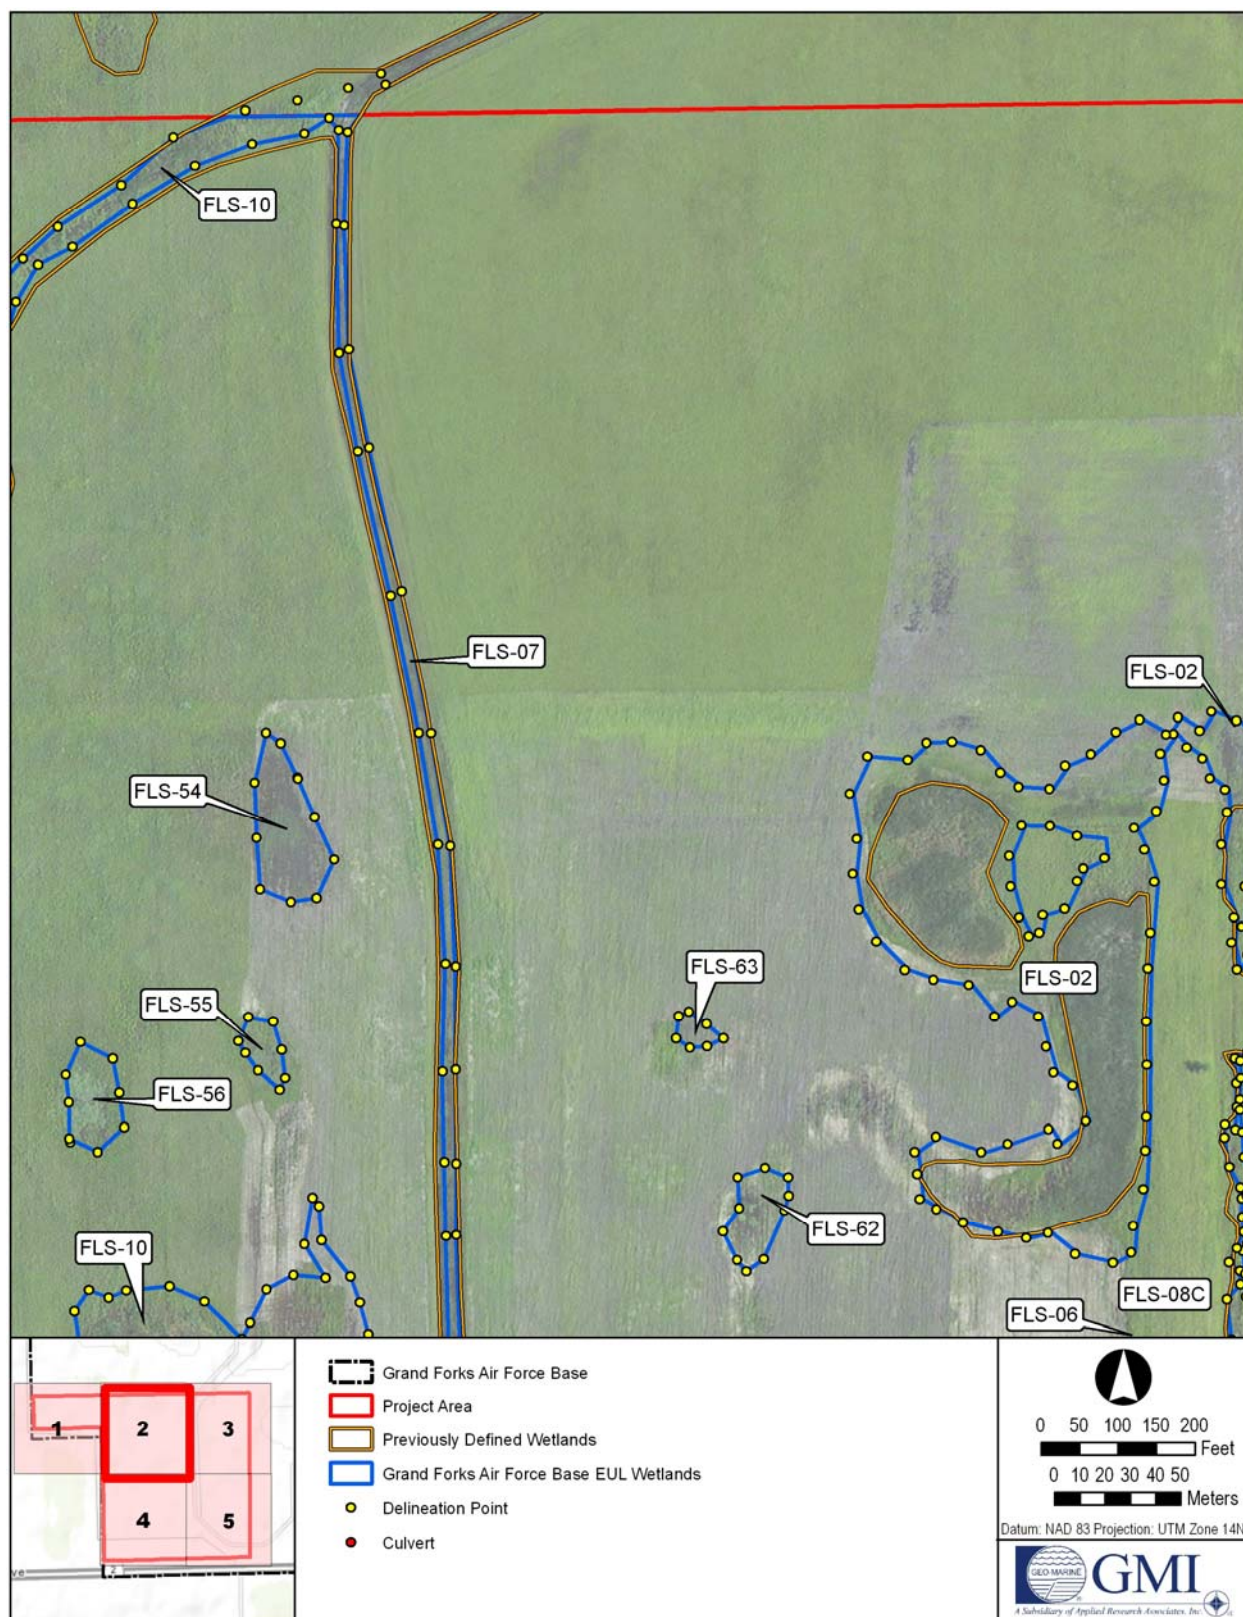 FLS-10
FLS-07
FLS-02
FLS-54
FLS-63
FLS-02
FLS-55
FLS-56
FLS-62
FLS-10
FLS-08C
FLS-06
1
2
3
4
5
2
ve
Grand Forks Air Force Base
Project Area
Previously Defined Wetlands
Grand Forks Air Force Base EUL Wetlands
Delineation Point
Culvert
0 50 100 150 200
Feet
0 10 20 30 40 50
Meters
Datum: NAD 83 Projection: UTM Zone 14N
GEO-MARINE
GMI
A Subsidiary of Applied Research Associates, Inc.